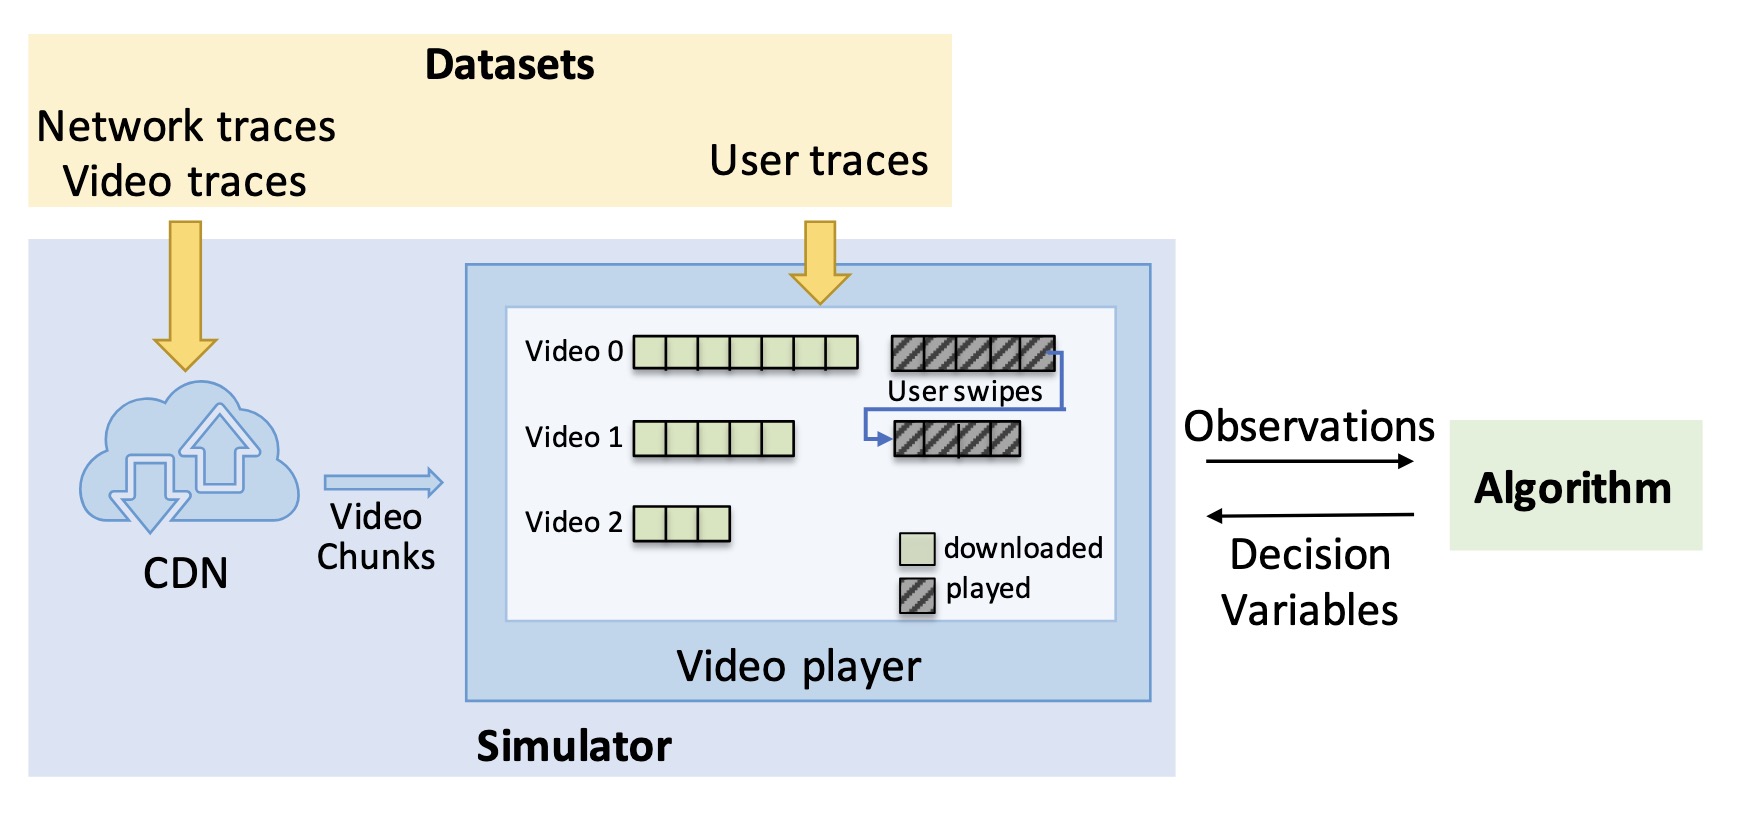 Datasets
Network traces
Video traces
User traces
Video 0
User swipes
Video 1
Video 2
downloaded
played
Video player
CDN
Video
Chunks
Simulator
Observations
Decision
Variables
Algorithm